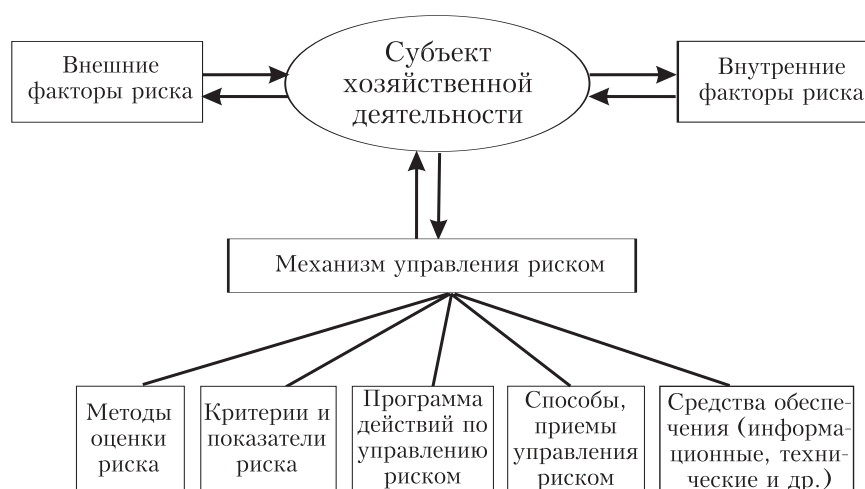 Субъект
хозяйственной
деятельности
Внешние
факторы риска
Внутренние
факторы риска
Механизм управления риском
Методы
оценки
риска
Критерии и
показатели
риска
Программа
действий по
управлению
риском
Способы,
приемы
управления
риском
Средства обеспе-
чения (информа-
ционные, техни-
ческие и др.)